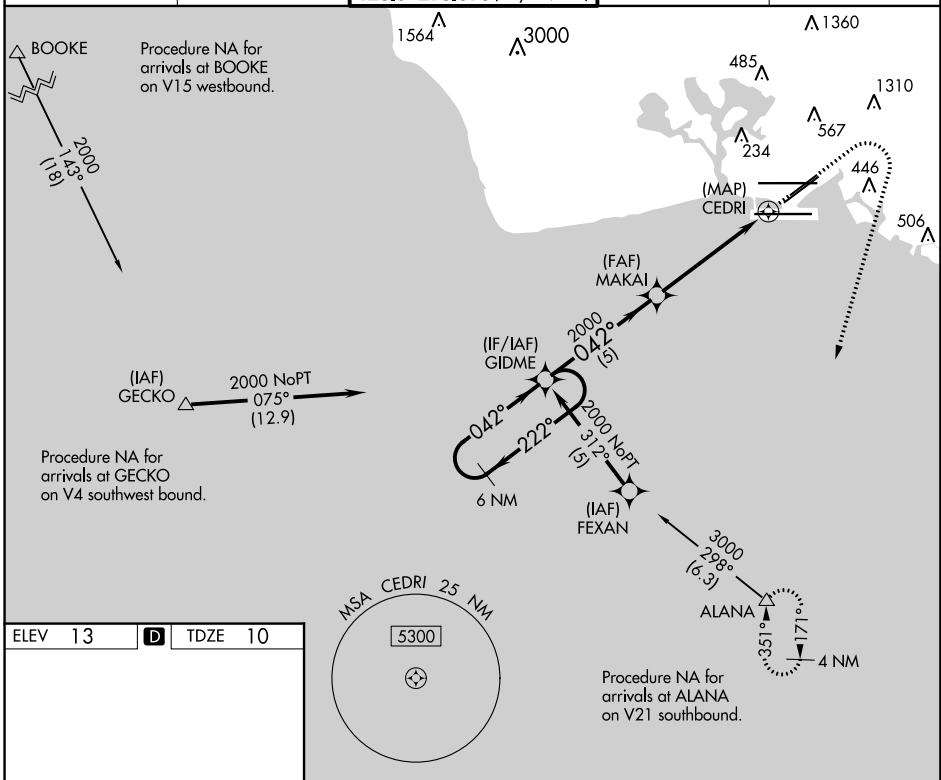 1564
3000
1360
BOOKE
Procedure NA for
arrivals at BOOKE
on V15 westbound.
485
1310
567
234
446
506
2000
143°
(18)
(MAP)
CEDRI
(FAF)
MAKAI
(IF/IAF)
GIDME
2000
042°
(5)
(IAF)
GECKO
2000 NoPT
075°
(12.9)
042°
222°
6 NM
2000 NoPT
312°
(5)
(IAF)
FEXAN
Procedure NA for
arrivals at GECKO
on V4 southwest bound.
3000
298°
(6.3)
ALANA
351°
171°
4 NM
MSA CEDRI 25 NM
5300
Procedure NA for
arrivals at ALANA
on V21 southbound.
ELEV 13 D TDZE 10